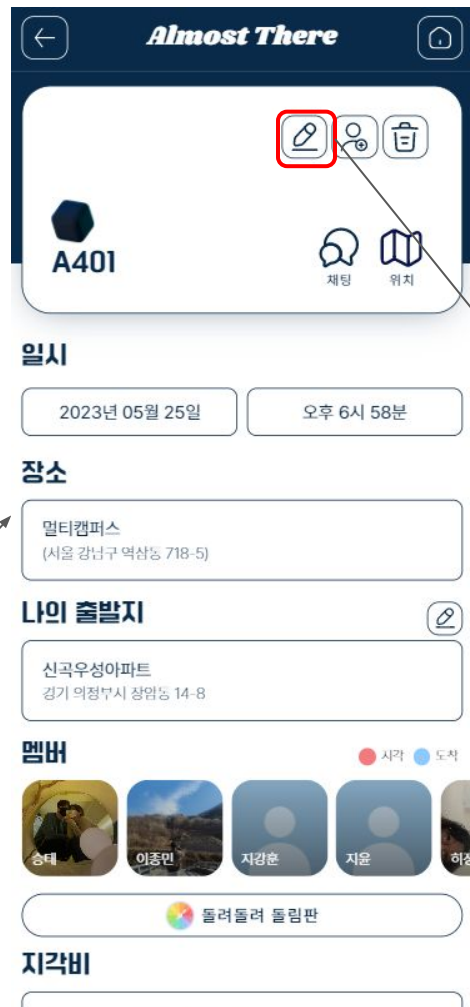 Almost There
A401
채팅
위치
일시
2023년 05월 25일
오후 6시 58분
장소
멀티캠퍼스
(서울 강남구 역삼동 718-5)
나의 출발지
신곡우성아파트
경기 의정부시 장암동 14-8
멤버
지각
도착
승태
이종민
지강훈
지윤
돌려돌려 돌림판
지각비